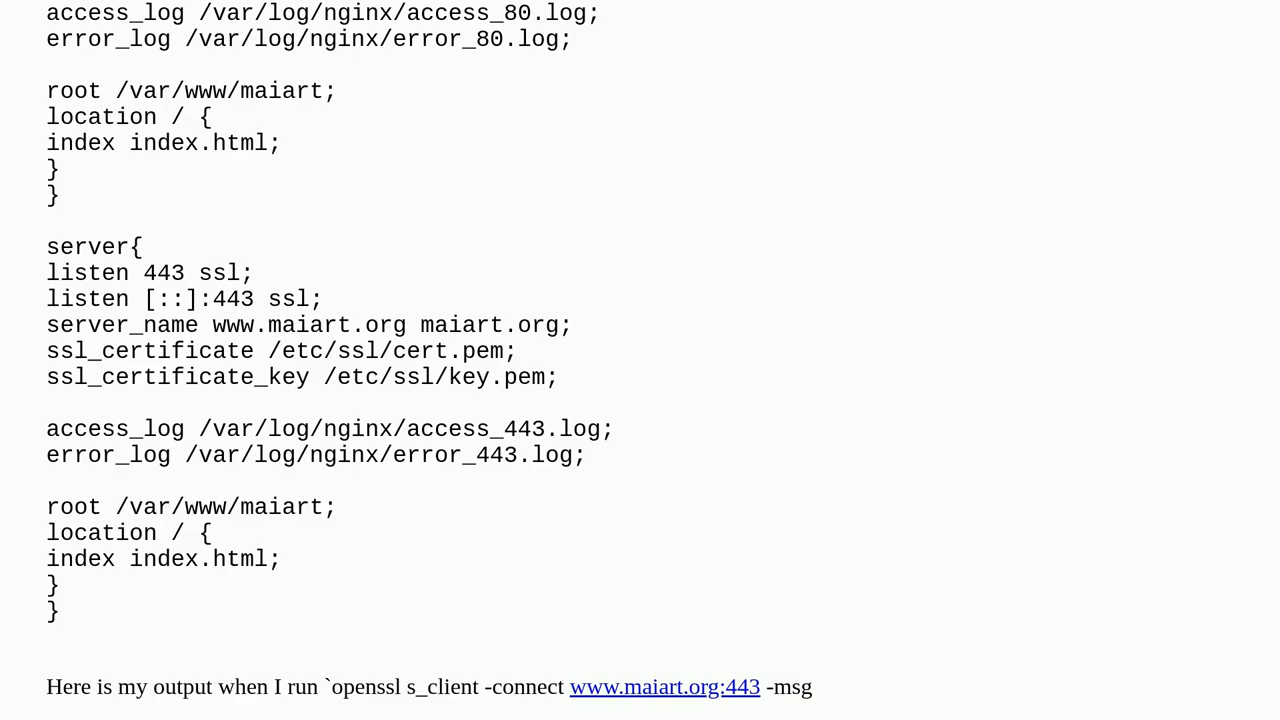 access_log /var/log/nginx/access_80.log;
error_log /var/log/nginx/error_80.log;
root /var/www/maiart;
location / {
index index.html;
}
}
server{
listen 443 ssl;
listen [::]:443 ssl;
server_name www.maiart.org maiart.org;
ssl_certificate /etc/ssl/cert.pem;
ssl_certificate_key /etc/ssl/key.pem;
access_log /var/log/nginx/access_443.log;
error_log /var/log/nginx/error_443.log;
root /var/www/maiart;
location / {
index index.html;
}
}
Here is my output when I run `openssl s_client -connect www.maiart.org:443 -msg